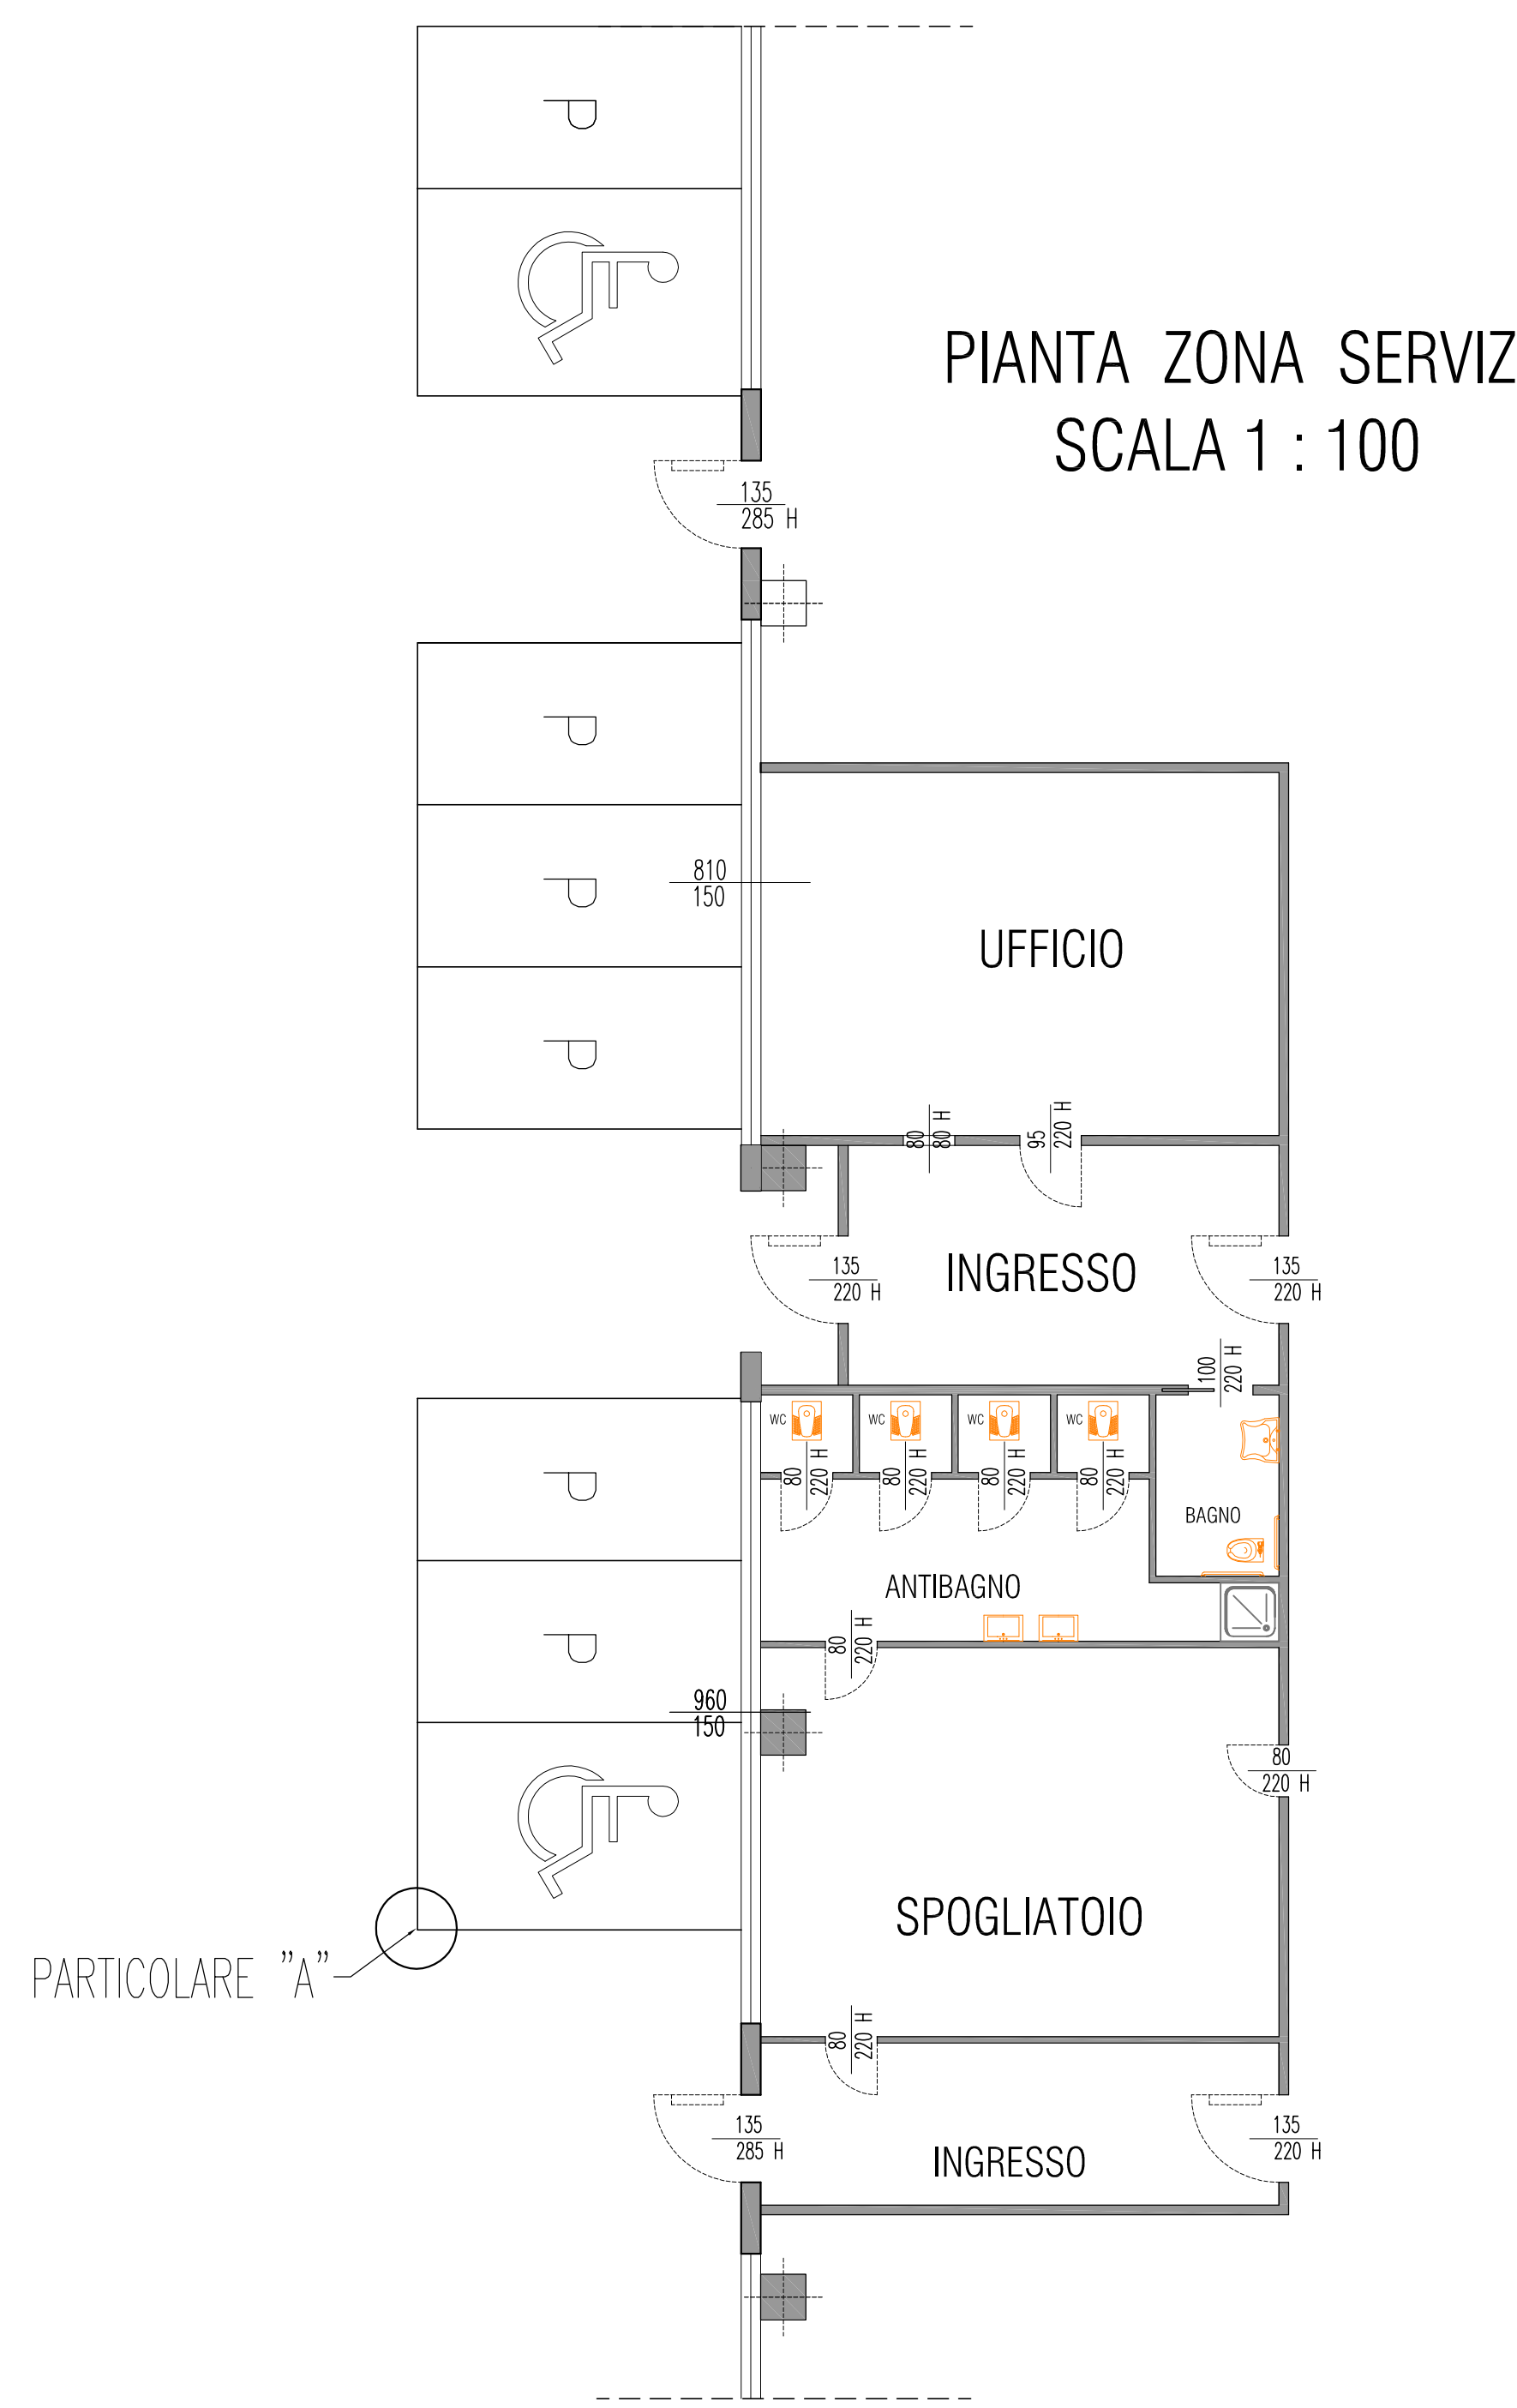 P
PIANTA ZONA SERVIZ
SCALA 1 : 100
135
285 H
P
810
150
P
UFFICIO
P
80
80 H
95
220 H
INGRESSO
135
220 H
135
220 H
100
220 H
WC
WC
WC
WC
80
220 H
80
220 H
80
220 H
80
220 H
P
BAGNO
ANTIBAGNO
P
80
220 H
960
150
80
220 H
SPOGLIATOIO
PARTICOLARE "A"
80
220 H
135
285 H
INGRESSO
135
220 H